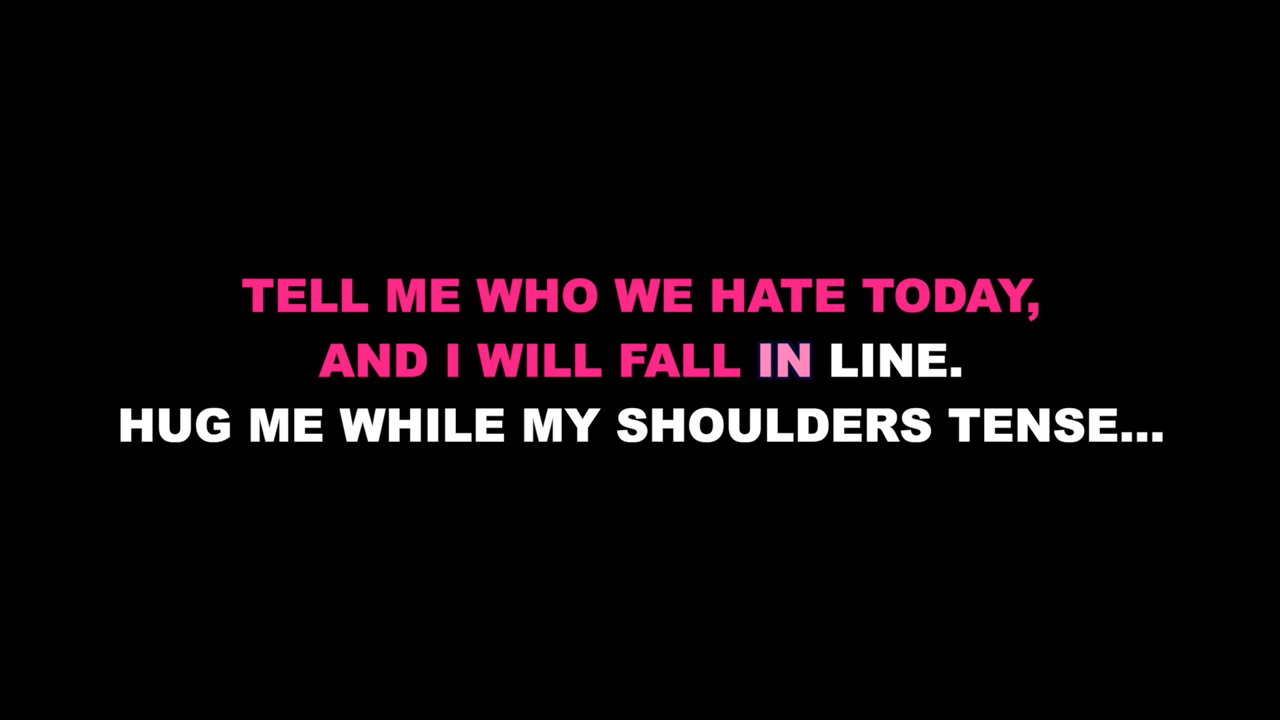 TELL ME WHO WE HATE TODAY,
AND I WILL FALL IN LINE.
HUG ME WHILE MY SHOULDERS TENSE...